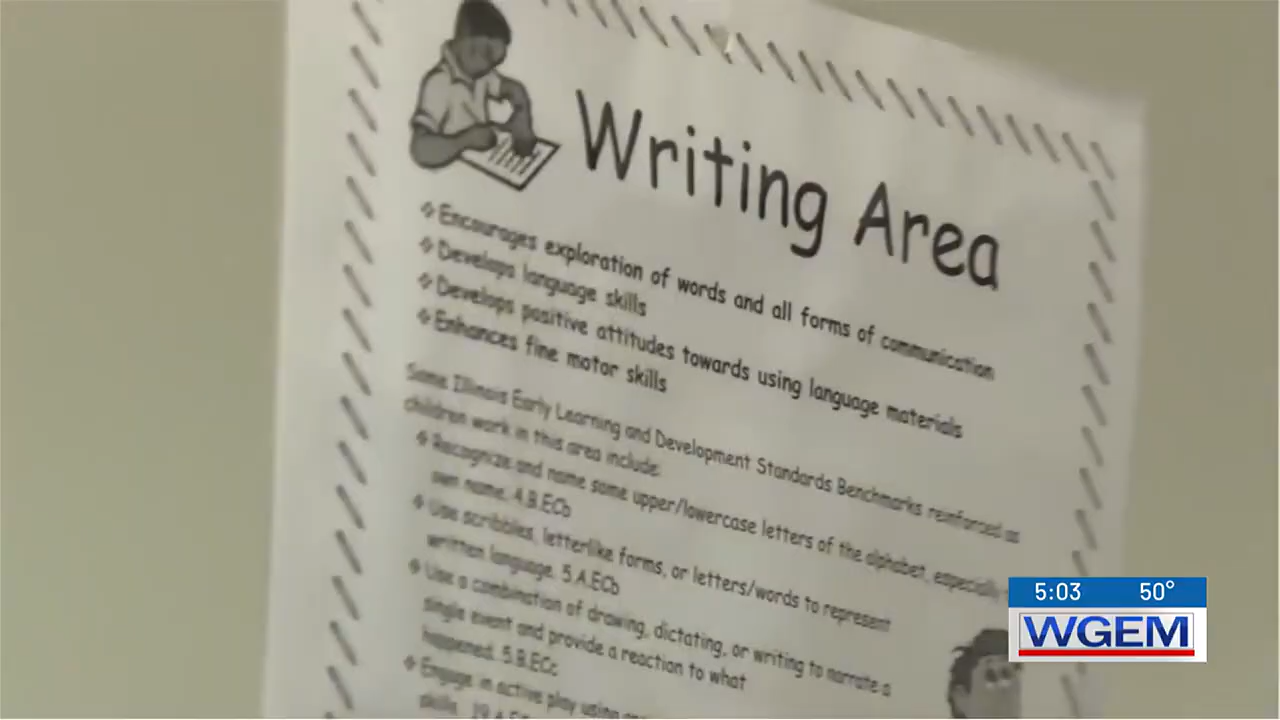 Writing Area
❖ Encourages exploration of words and all forms of communication
❖ Develops language skills
❖ Develops positive attitudes towards using language materials
❖ Enhances fine motor skills
Some Illinois Early Learning and Development Standards Benchmarks reinforced as
children work in this area include:
❖ Recognize and name some upper/lowercase letters of the alphabet, especially
own name. 4.B.ECb
❖ Use scribbles, letterlike forms, or letters/words to represent
written language. 5.A.ECb
❖ Use a combination of drawing, dictating, or writing to narrate a
single event and provide a reaction to what
happened. 5.B.ECc
❖ Engage in active play using
skills.
5:03 50°
WGEM